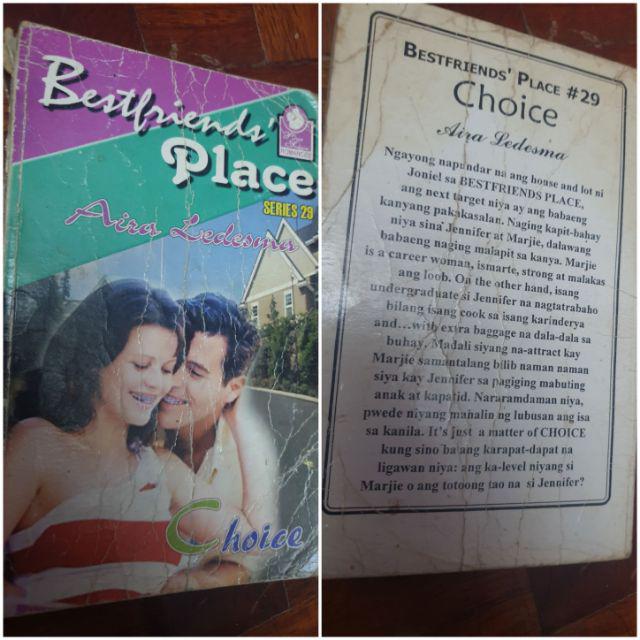 Bestfriends'
Place
ROMANCES
SERIES 29
Aira Ledesma
Choice
BESTFRIENDS' PLACE #29
Choice
Aira Ledesma
Ngayong napundar na ang house and lot ni
Joniel sa BESTFRIENDS PLACE,
ang next target niya ay ang babaeng
kanyang pakakasalan. Naging kapit-bahay
niya sina Jennifer at Marjie, dalawang
babaeng naging malapit sa kanya. Marjie
is a career woman, ismarte, strong at malakas
ang loob. On the other hand, isang
undergraduate si Jennifer na nagtatrabaho
bilang isang cook sa isang karinderya
and...with extra baggage na dala-dala sa
buhay. Madali siyang na-attract kay
Marjie samantalang bilib naman naman
siya kay Jennifer sa pagiging mabuting
anak at kapatid. Nararamdaman niya,
pwede niyang mahalin ng lubusan ang isa
sa kanila. It's just a matter of CHOICE
kung sino ba ang karapat-dapat na
ligawan niya: ang ka-level niyang si
Marjie o ang totoong tao na si Jennifer?